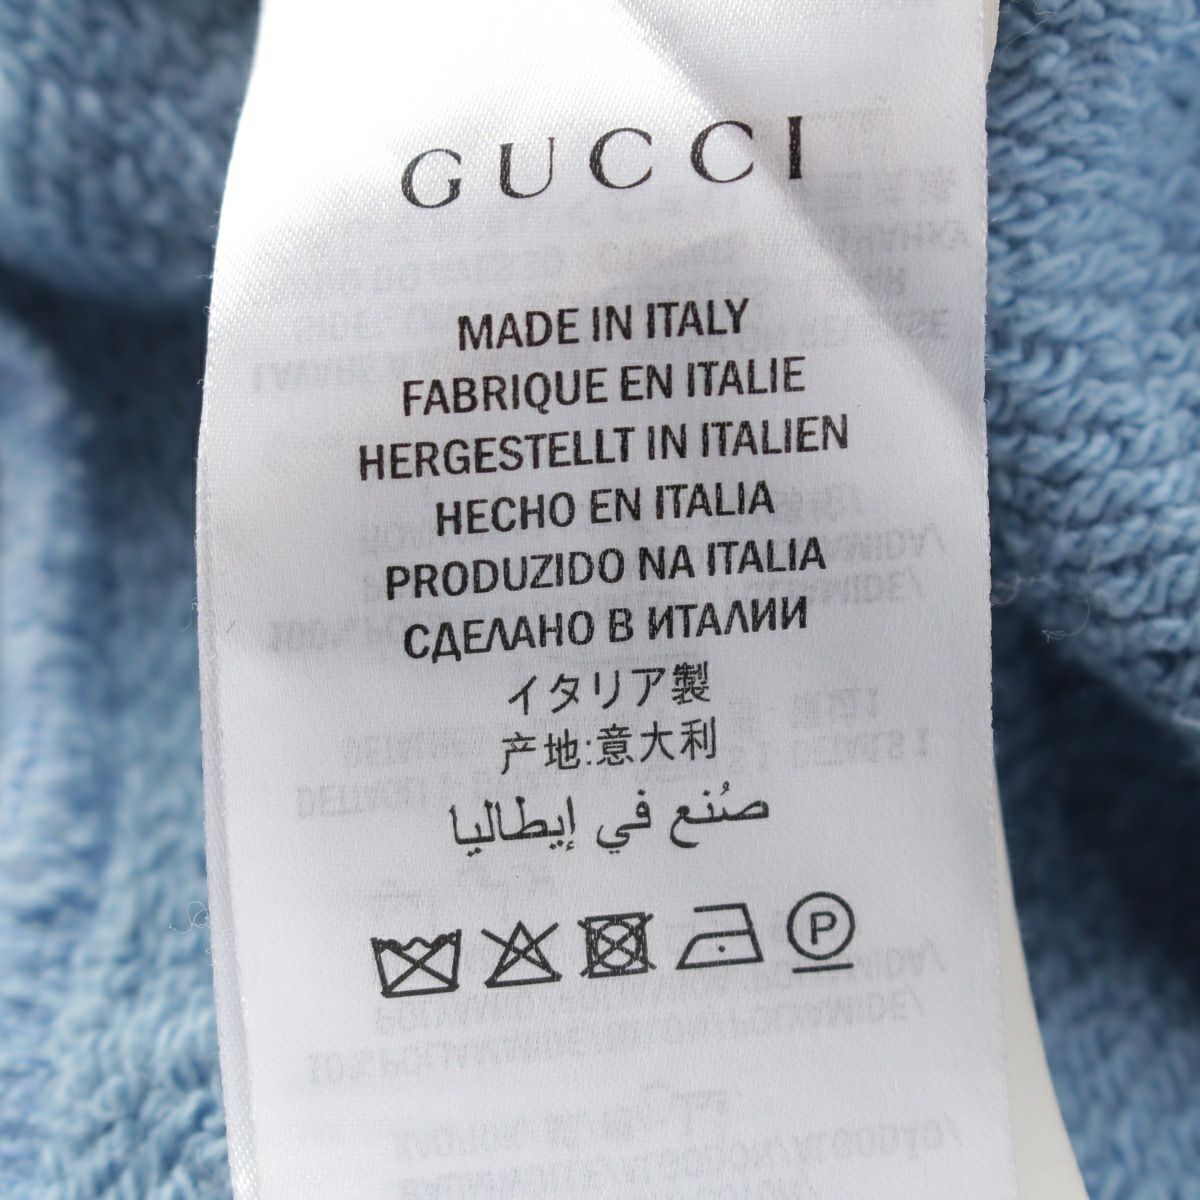 GUCCI
MADE IN ITALY
FABRIQUE EN ITALIE
HERGESTELLT IN ITALIEN
HECHO EN ITALIA
PRODUZIDO NA ITALIA
СДЕЛАНО В ИТАЛИИ
イタリア製
产地:意大利
صُنع في إيطاليا
P